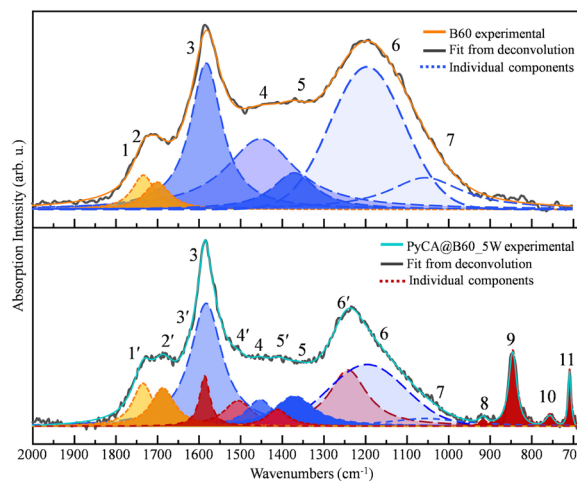 B60 experimental
Fit from deconvolution
Individual components
1 2 3 4 5 6 7
PyCA@B60_5W experimental
Fit from deconvolution
Individual components
1′ 2′ 3′ 3 4′ 4 5′ 5 6′ 6 7 8 9 10 11
Absorption Intensity (arb. u.)
2000 1900 1800 1700 1600 1500 1400 1300 1200 1100 1000 900 800 700
Wavenumbers (cm⁻¹)